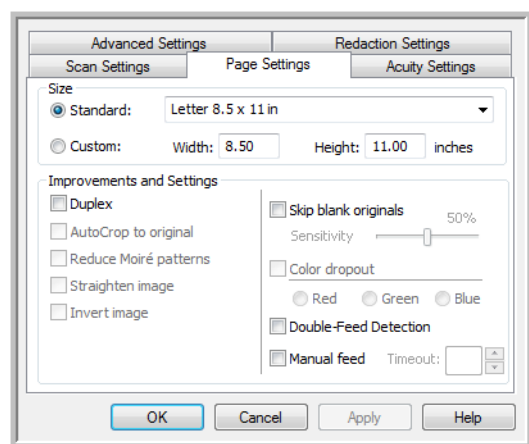 Advanced Settings Redaction Settings
Scan Settings Page Settings Acuity Settings
Size
Standard: Letter 8.5 x 11 in
Custom: Width: 8.50 Height: 11.00 inches
Improvements and Settings
Duplex
AutoCrop to original
Reduce Moiré patterns
Straighten image
Invert image
Skip blank originals 50%
Sensitivity
Color dropout
Red Green Blue
Double-Feed Detection
Manual feed Timeout:
OK Cancel Apply Help